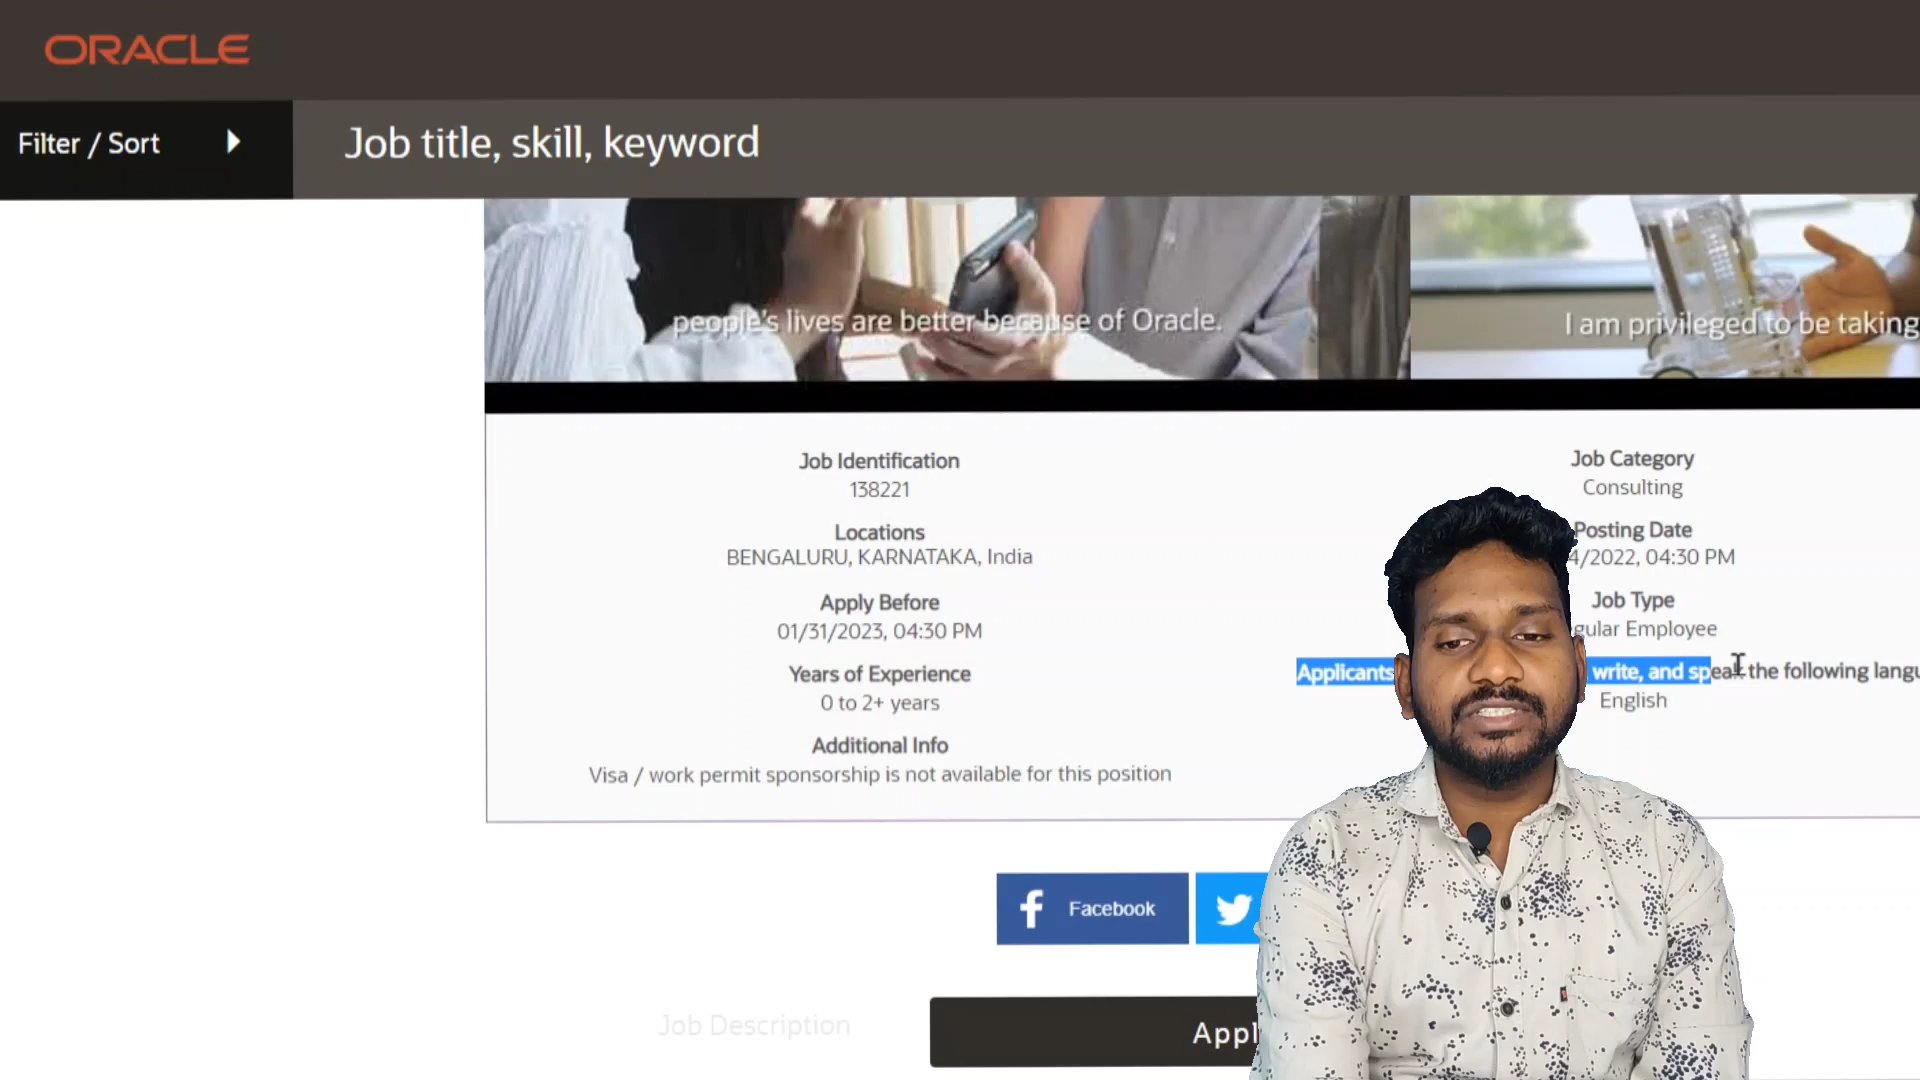 ORACLE
Filter / Sort
Job title, skill, keyword
people's lives are better because of Oracle.
I am privileged to be taking
Job Identification
138221
Job Category
Consulting
Locations
BENGALURU, KARNATAKA, India
Posting Date
4/2022, 04:30 PM
Apply Before
01/31/2023, 04:30 PM
Job Type
gular Employee
Years of Experience
0 to 2+ years
Applicants write, and speak the following langu
English
Additional Info
Visa / work permit sponsorship is not available for this position
Facebook
Job Description
Appl